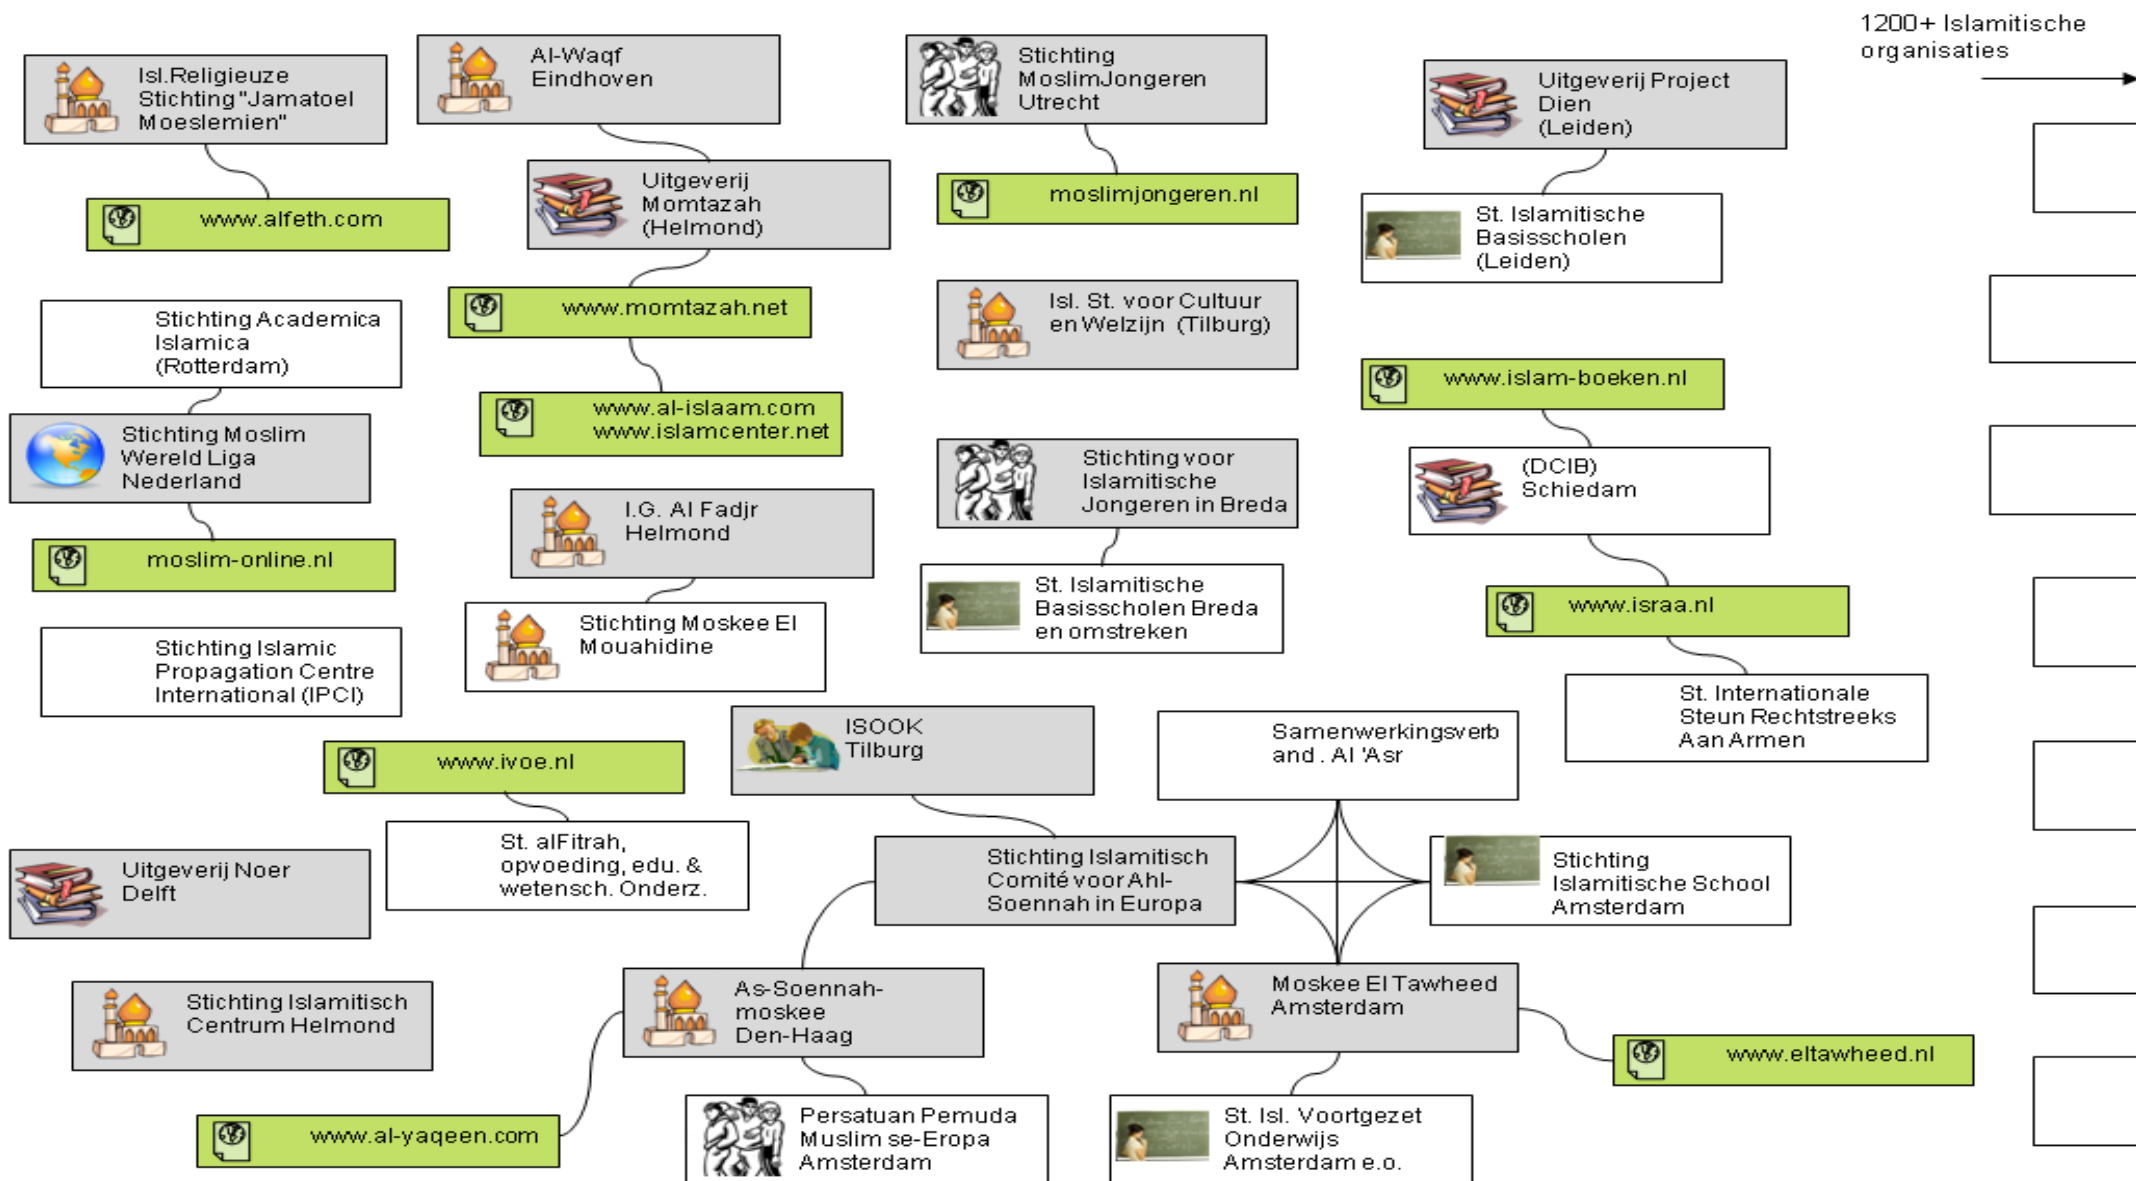 1200+ Islamitische
organisaties
Isl.Religieuze
Stichting "Jamatoel
Moeslemien"
www.alfeth.com
Al-Waqf
Eindhoven
Uitgeverij
Momtazah
(Helmond)
www.momtazah.net
www.al-islaam.com
www.islamcenter.net
Stichting
MoslimJongeren
Utrecht
moslimjongeren.nl
Uitgeverij Project
Dien
(Leiden)
St. Islamitische
Basisscholen
(Leiden)
Stichting Academica
Islamica
(Rotterdam)
Stichting Moslim
Wereld Liga
Nederland
moslim-online.nl
Stichting Islamic
Propagation Centre
International (IPCI)
I.G. Al Fadjr
Helmond
Stichting Moskee El
Mouahidine
Isl. St. voor Cultuur
en Welzijn (Tilburg)
Stichting voor
Islamitische
Jongeren in Breda
St. Islamitische
Basisscholen Breda
en omstreken
www.islam-boeken.nl
(DCIB)
Schiedam
www.israa.nl
St. Internationale
Steun Rechtstreeks
Aan Armen
www.ivoe.nl
St. alFitrah,
opvoeding, edu. &
wetensch. Onderz.
ISOOK
Tilburg
Samenwerkingsverb
and . Al 'Asr
Stichting Islamitisch
Comité voor Ahl-
Soennah in Europa
Stichting
Islamitische School
Amsterdam
Uitgeverij Noer
Delft
Stichting Islamitisch
Centrum Helmond
As-Soennah-
moskee
Den-Haag
Moskee El Tawheed
Amsterdam
www.eltawheed.nl
www.al-yaqeen.com
Persatuan Pemuda
Muslim se-Eropa
Amsterdam
St. Isl. Voortgezet
Onderwijs
Amsterdam e.o.